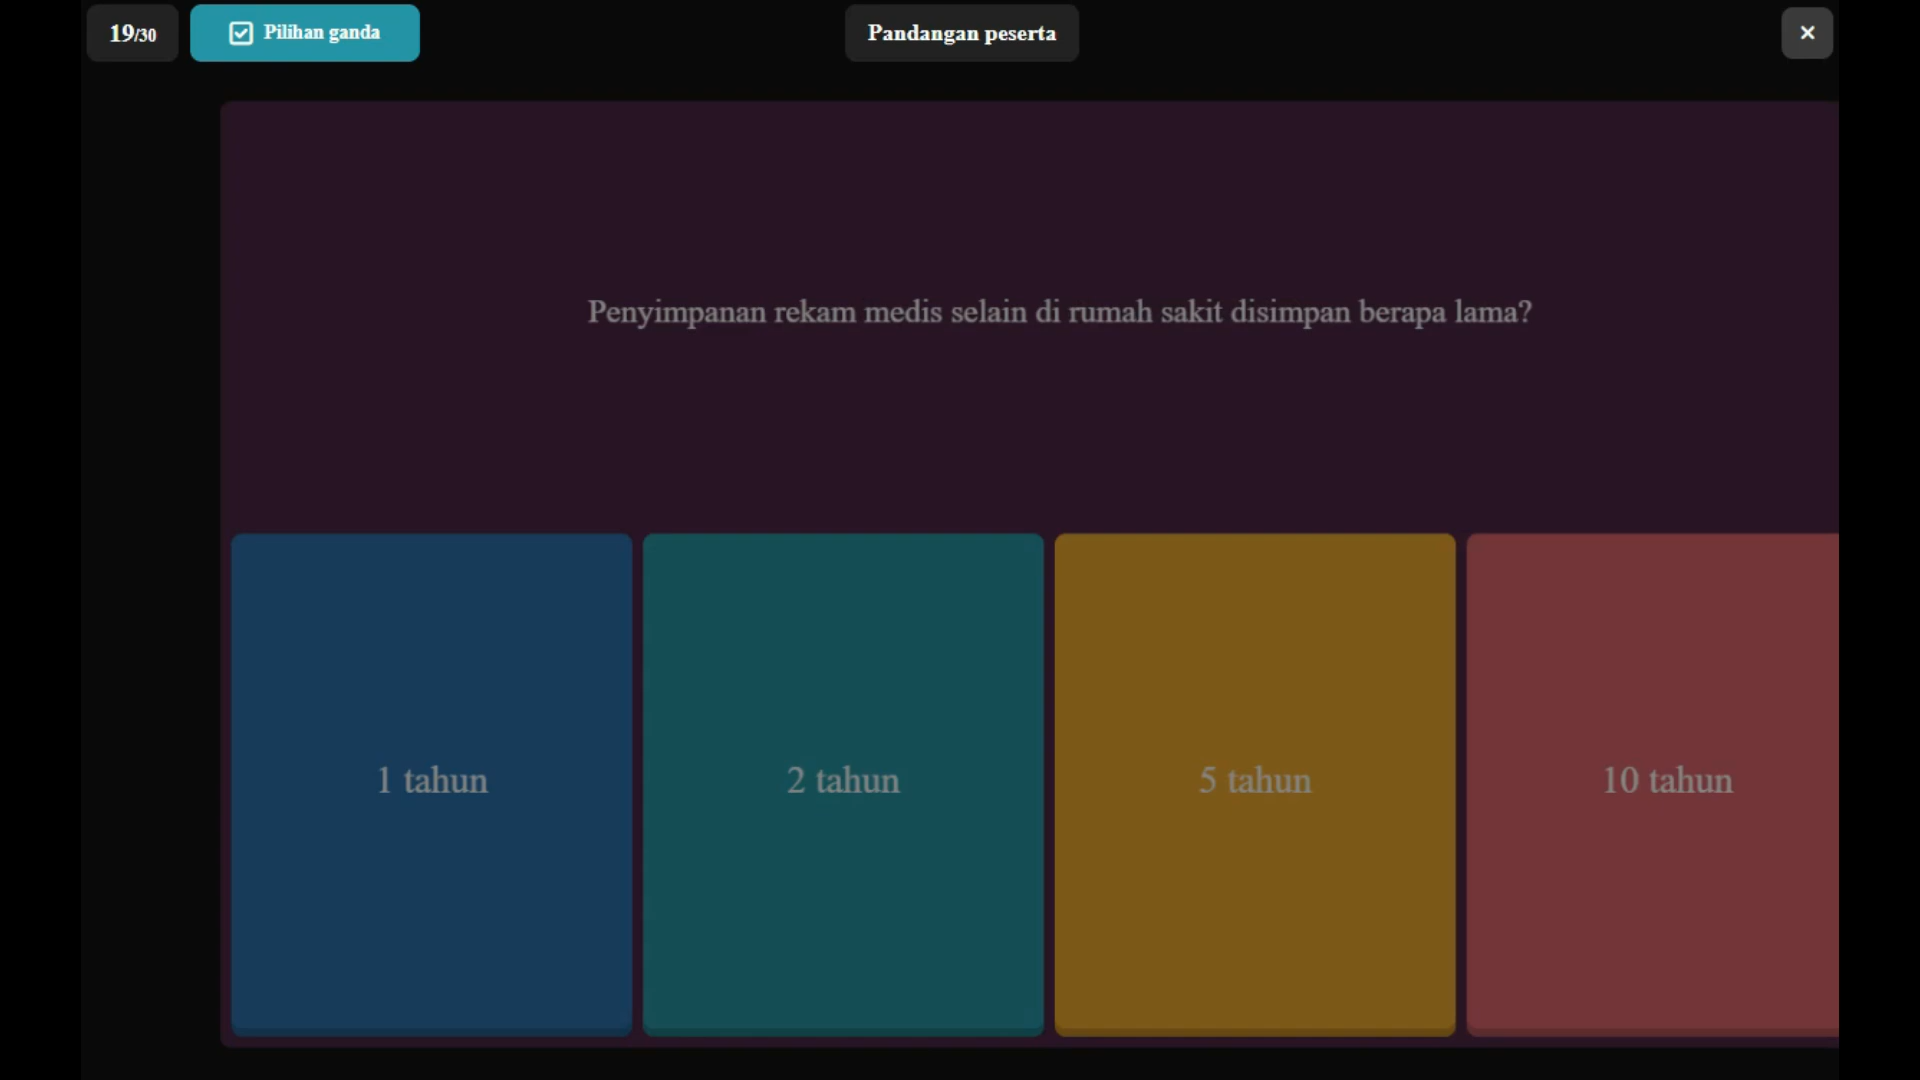 19/30
Pilihan ganda
Pandangan peserta
Penyimpanan rekam medis selain di rumah sakit disimpan berapa lama?
1 tahun
2 tahun
5 tahun
10 tahun